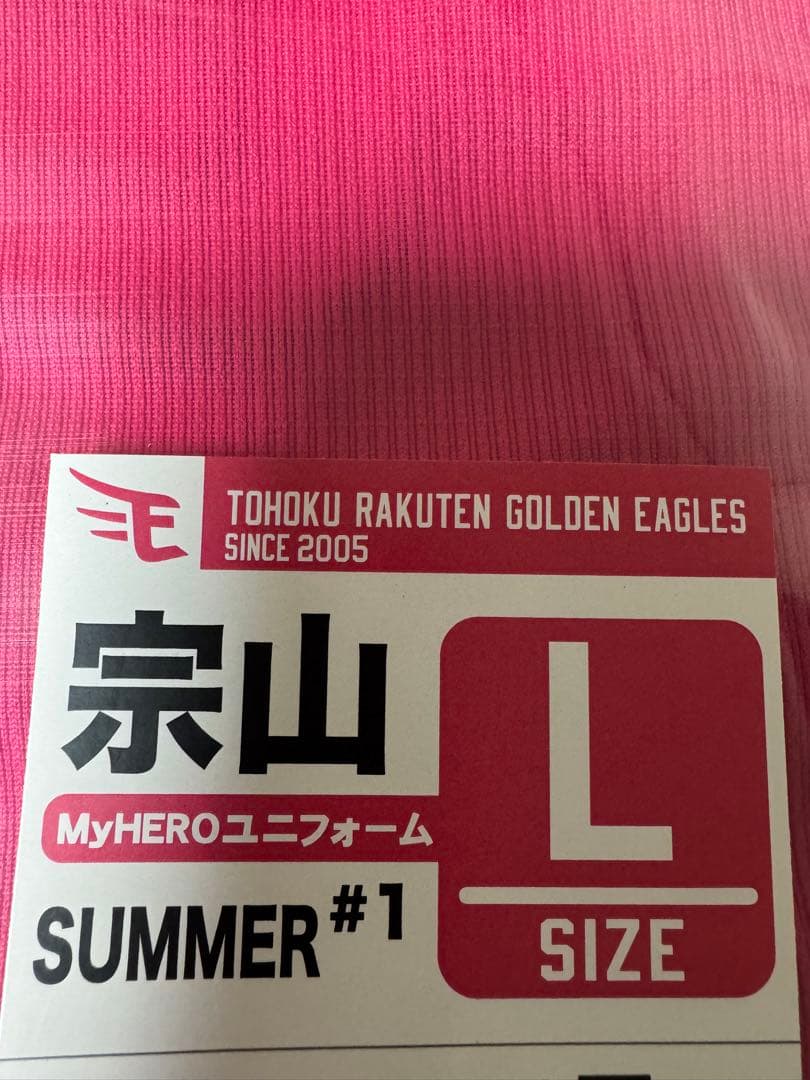 TOHOKU RAKUTEN GOLDEN EAGLES
SINCE 2005
宗山
MyHEROユニフォーム
SUMMER #1
L
SIZE